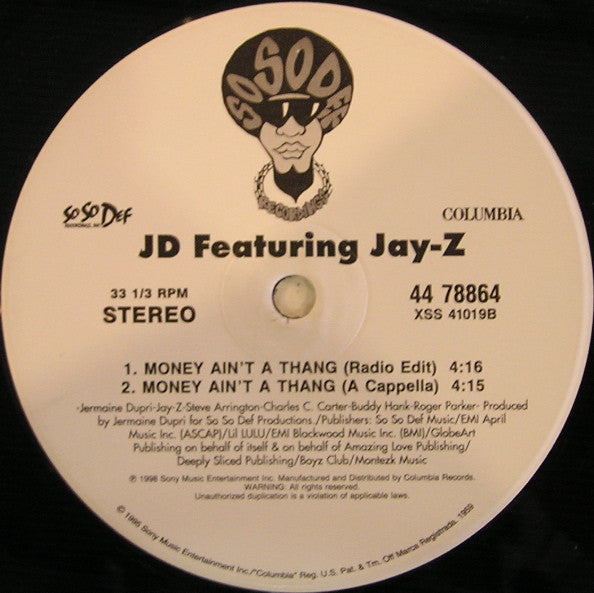 SO SO DEF
RECORDINGS
So So DEF
RECORDINGS, INC.
COLUMBIA
JD Featuring Jay-Z
33 1/3 RPM
STEREO
44 78864
XSS 41019B
1. MONEY AIN'T A THANG (Radio Edit) 4:16
2. MONEY AIN'T A THANG (A Cappella) 4:15
-Jermaine Dupri-Jay-Z-Steve Arrington-Charles C. Carter-Buddy Hank-Roger Parker- Produced
by Jermaine Dupri for So So Def Productions./Publishers: So So Def Music/EMI April
Music Inc. (ASCAP)/Lil LULU/EMI Blackwood Music Inc. (BMI)/GlobeArt
Publishing on behalf of itself & on behalf of Amazing Love Publishing/
Deeply Sliced Publishing/Boyz Club/Montezk Music
℗ 1998 Sony Music Entertainment Inc. Manufactured and Distributed by Columbia Records.
WARNING: All rights reserved.
Unauthorized duplication is a violation of applicable laws.
© 1998 Sony Music Entertainment Inc./"Columbia" Reg. U.S. Pat. & Tm. Off Marca Registrada. 1959